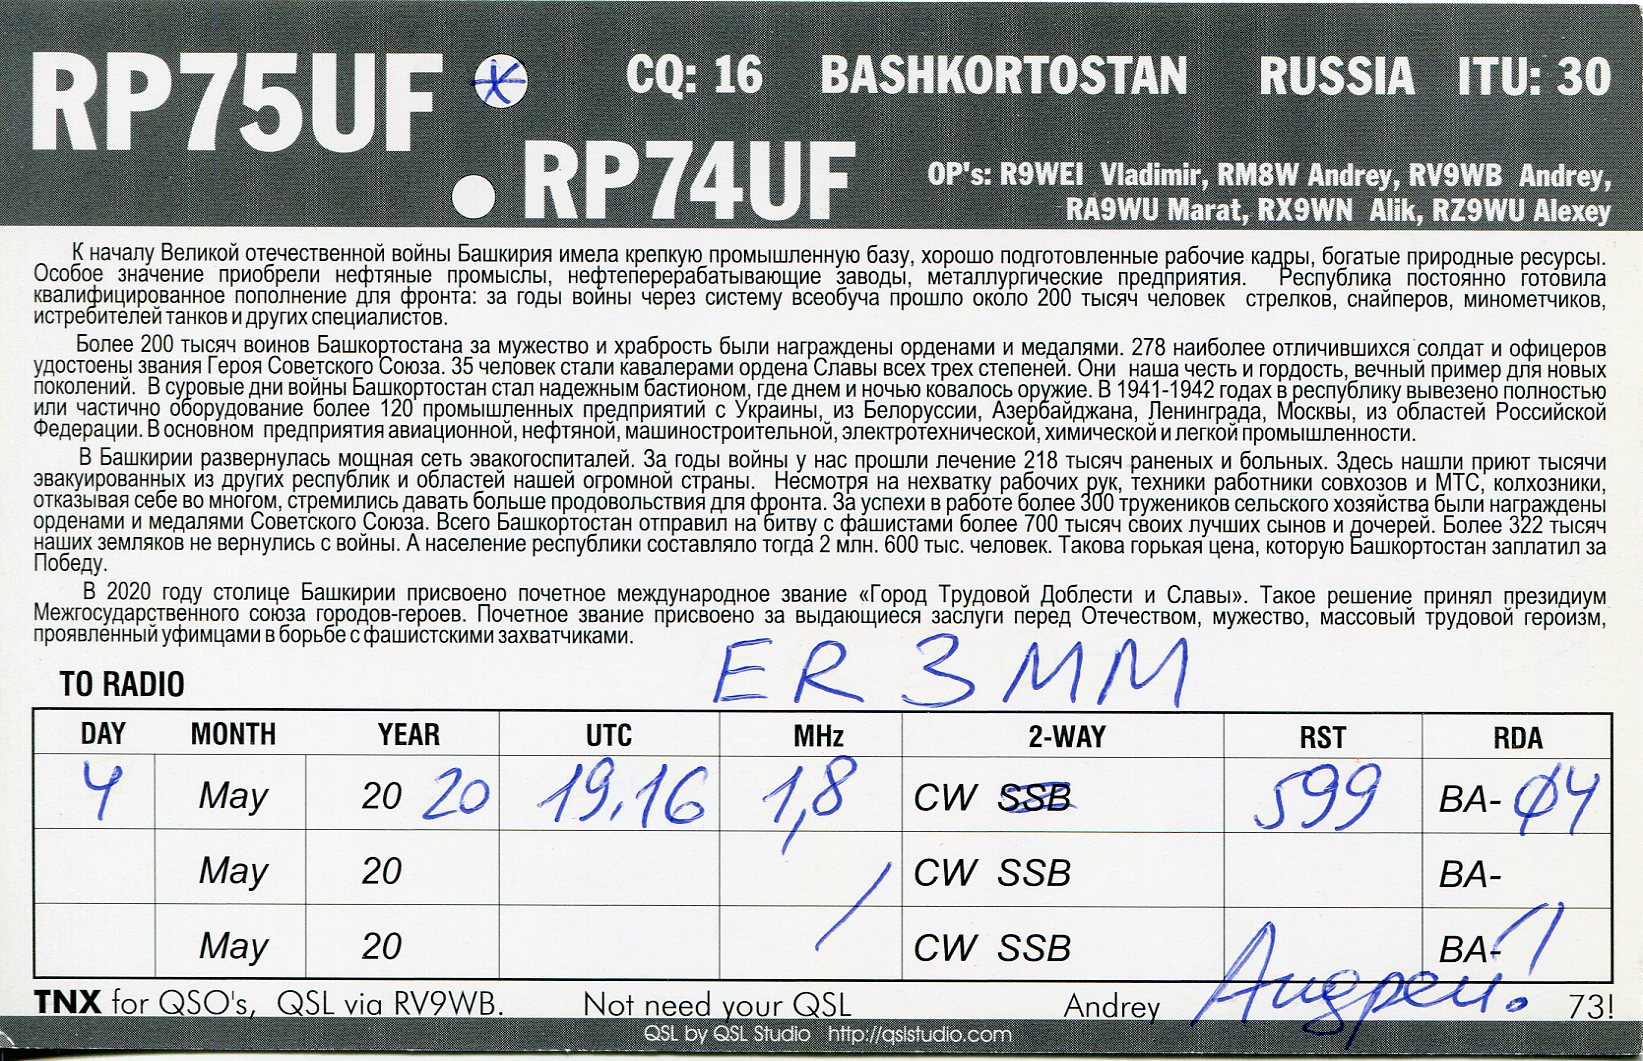 RP75UF CQ: 16 BASHKORTOSTAN RUSSIA ITU: 30
RP74UF
OP's: R9WEI Vladimir, RM8W Andrey, RV9WB Andrey,
RA9WU Marat, RX9WN Alik, RZ9WU Alexey
К началу Великой отечественной войны Башкирия имела крепкую промышленную базу, хорошо подготовленные рабочие кадры, богатые природные ресурсы.
Особое значение приобрели нефтяные промыслы, нефтеперерабатывающие заводы, металлургические предприятия. Республика постоянно готовила
квалифицированное пополнение для фронта: за годы войны через систему всеобуча прошло около 200 тысяч человек стрелков, снайперов, минометчиков,
истребителей танков и других специалистов.
Более 200 тысяч воинов Башкортостана за мужество и храбрость были награждены орденами и медалями. 278 наиболее отличившихся солдат и офицеров
удостоены звания Героя Советского Союза. 35 человек стали кавалерами ордена Славы всех трех степеней. Они наша честь и гордость, вечный пример для новых
поколений. В суровые дни войны Башкортостан стал надежным бастионом, где днем и ночью ковалось оружие. В 1941-1942 годах в республику вывезено полностью
или частично оборудование более 120 промышленных предприятий с Украины, из Белоруссии, Азербайджана, Ленинграда, Москвы, из областей Российской
Федерации. В основном предприятия авиационной, нефтяной, машиностроительной, электротехнической, химической и легкой промышленности.
В Башкирии развернулась мощная сеть эвакогоспиталей. За годы войны у нас прошли лечение 218 тысяч раненых и больных. Здесь нашли приют тысячи
эвакуированных из других республик и областей нашей огромной страны. Несмотря на нехватку рабочих рук, техники работники совхозов и МТС, колхозники,
отказывая себе во многом, стремились давать больше продовольствия для фронта. За успехи в работе более 300 тружеников сельского хозяйства были награждены
орденами и медалями Советского Союза. Всего Башкортостан отправил на битву с фашистами более 700 тысяч своих лучших сынов и дочерей. Более 322 тысяч
наших земляков не вернулись с войны. А население республики составляло тогда 2 млн. 600 тыс. человек. Такова горькая цена, которую Башкортостан заплатил за
Победу.
В 2020 году столице Башкирии присвоено почетное международное звание «Город Трудовой Доблести и Славы». Такое решение принял президиум
Межгосударственного союза городов-героев. Почетное звание присвоено за выдающиеся заслуги перед Отечеством, мужество, массовый трудовой героизм,
проявленный уфимцами в борьбе с фашистскими захватчиками.
TO RADIO ER3MM
DAY MONTH YEAR UTC MHz 2-WAY RST RDA
4 May 20 20 19,16 1,8 CW SSB 599 BA- Ø4
May 20 CW SSB BA-
May 20 CW SSB BA-
TNX for QSO's, QSL via RV9WB. Not need your QSL Andrey Андрей! 73!
QSL by QSL Studio http://qslstudio.com